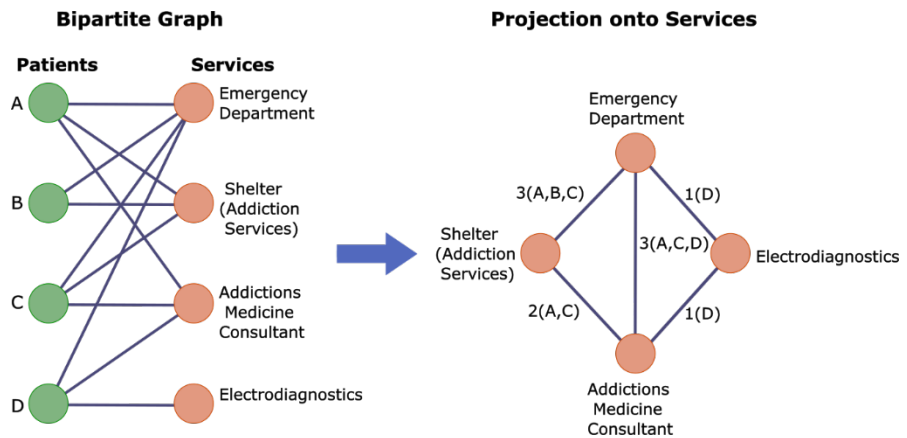 Bipartite Graph
Patients
Services
A
Emergency
Department
B
Shelter
(Addiction
Services)
C
Addictions
Medicine
Consultant
D
Electrodiagnostics
Projection onto Services
Emergency
Department
3(A,B,C)
1(D)
Shelter
(Addiction
Services)
3(A,C,D)
Electrodiagnostics
2(A,C)
1(D)
Addictions
Medicine
Consultant